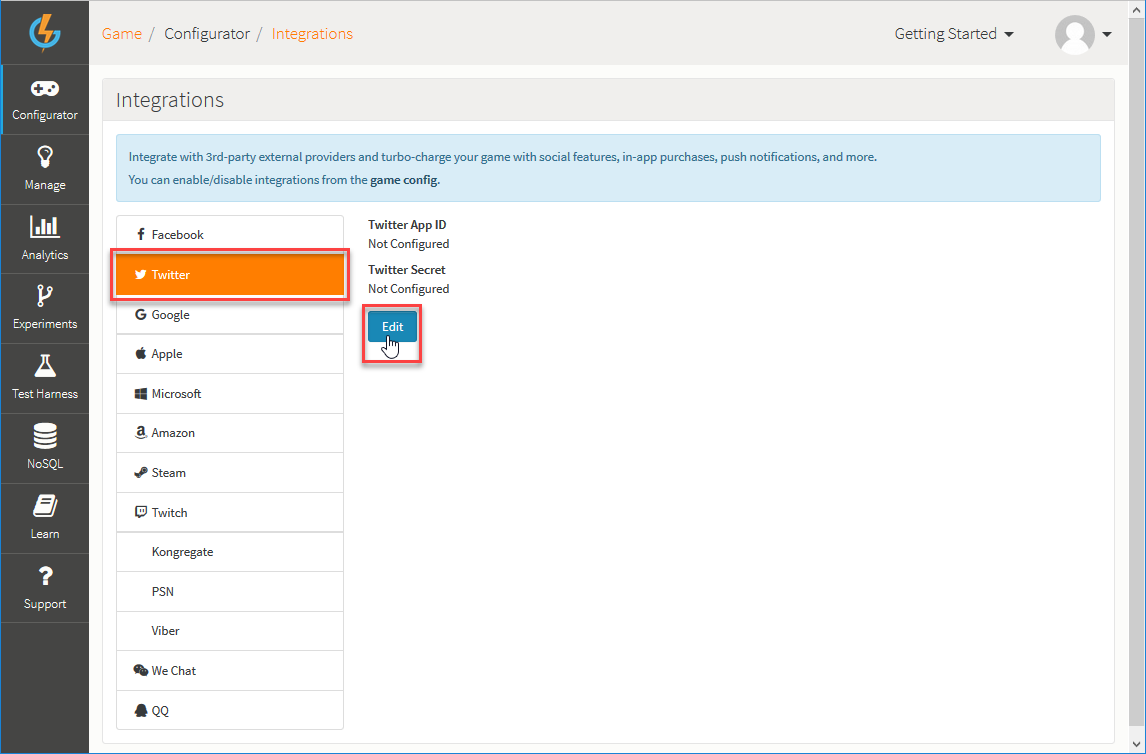 Game / Configurator / Integrations
Getting Started
Configurator
Manage
Analytics
Experiments
Test Harness
NoSQL
Learn
Support
Integrations
Integrate with 3rd-party external providers and turbo-charge your game with social features, in-app purchases, push notifications, and more.
You can enable/disable integrations from the game config.
Facebook
Twitter
Google
Apple
Microsoft
Amazon
Steam
Twitch
Kongregate
PSN
Viber
We Chat
QQ
Twitter App ID
Not Configured
Twitter Secret
Not Configured
Edit